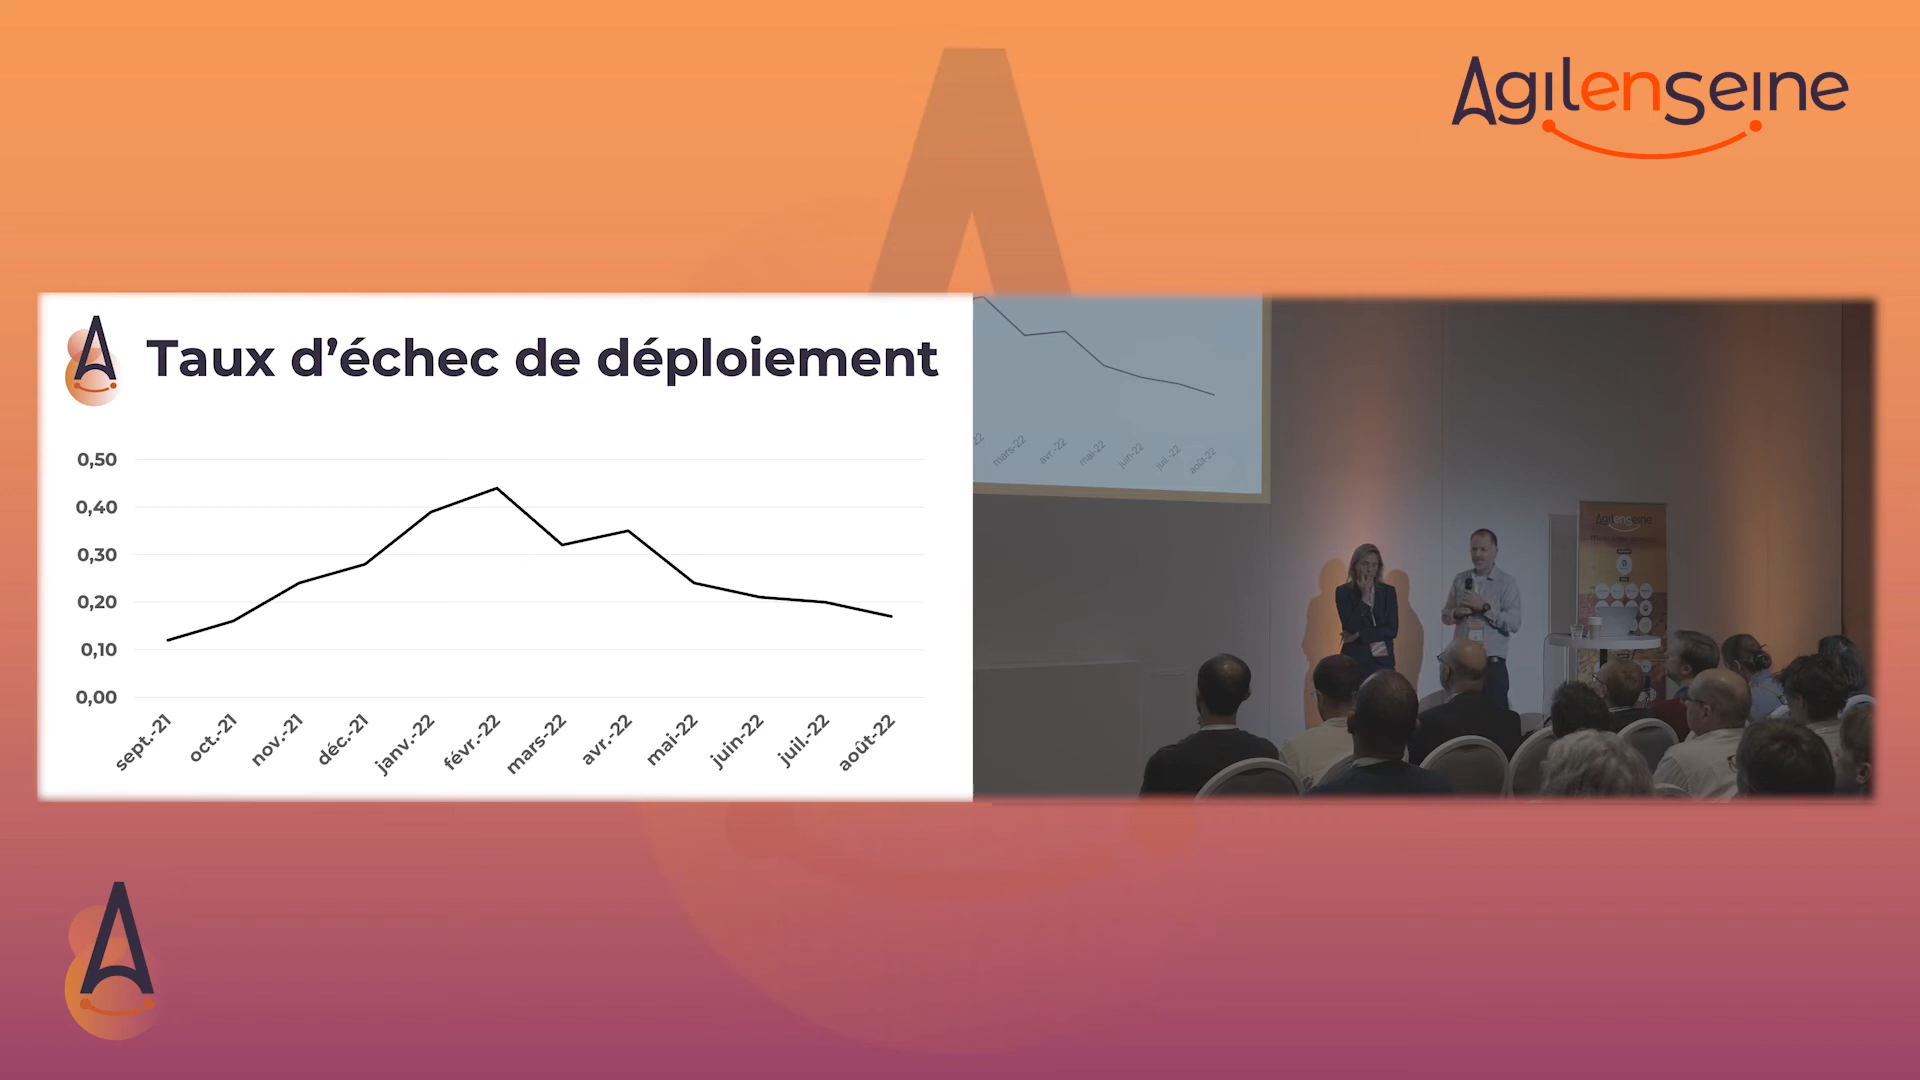 Agilenseine
Taux d'échec de déploiement
0,50
0,40
0,30
0,20
0,10
0,00
sept.-21
oct.-21
nov.-21
déc.-21
janv.-22
févr.-22
mars-22
avr.-22
mai-22
juin-22
juil.-22
août-22
mars-22
avr.-22
mai-22
juin-22
juil.-22
août-22
Agilenseine